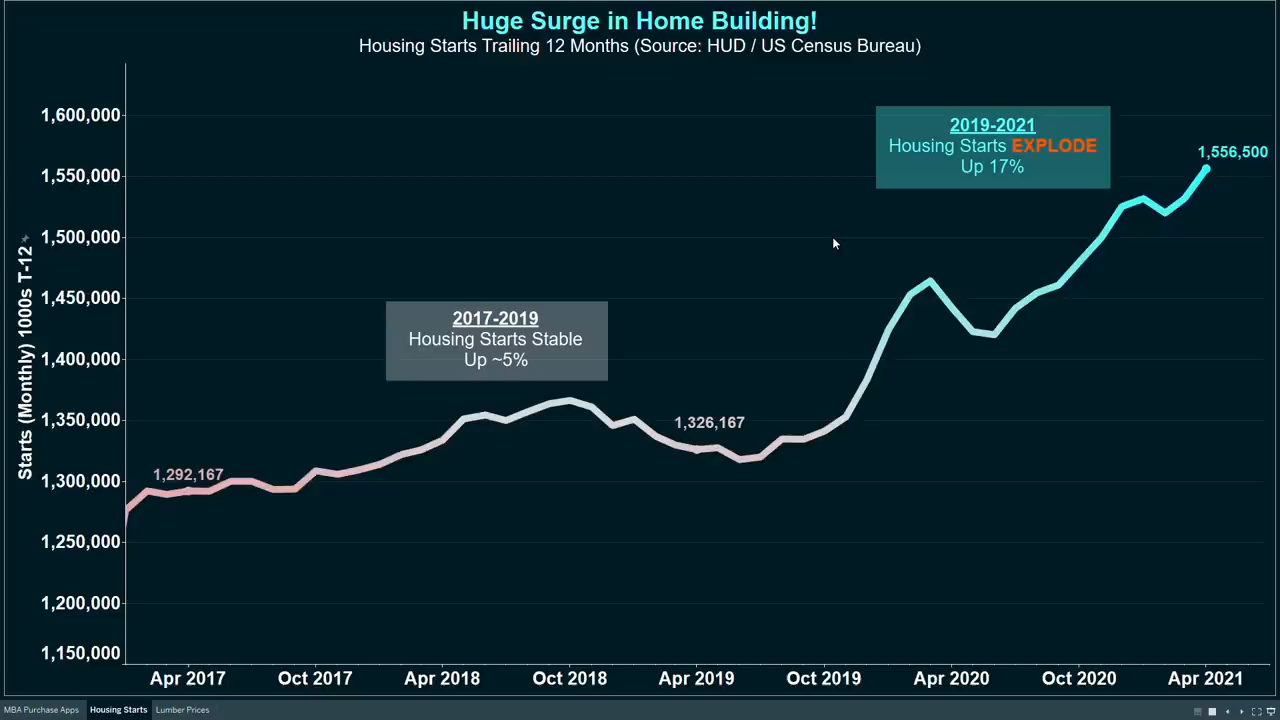 Huge Surge in Home Building!
Housing Starts Trailing 12 Months (Source: HUD / US Census Bureau)
Starts (Monthly) 1000s T-12
1,600,000
1,550,000
1,500,000
1,450,000
1,400,000
1,350,000
1,300,000
1,250,000
1,200,000
1,150,000
2019-2021
Housing Starts EXPLODE
Up 17%
1,556,500
2017-2019
Housing Starts Stable
Up ~5%
1,326,167
1,292,167
Apr 2017
Oct 2017
Apr 2018
Oct 2018
Apr 2019
Oct 2019
Apr 2020
Oct 2020
Apr 2021
MBA Purchase Apps
Housing Starts
Lumber Prices